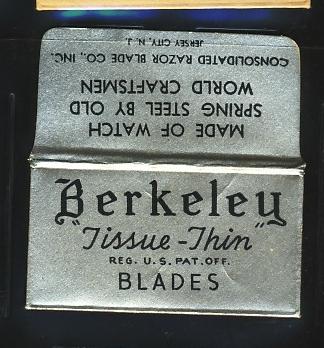 MADE OF WATCH
SPRING STEEL BY OLD
WORLD CRAFTSMEN
CONSOLIDATED RAZOR BLADE CO., INC.
JERSEY CITY, N. J.
Berkeley
"Tissue-Thin"
REG. U.S. PAT. OFF.
BLADES